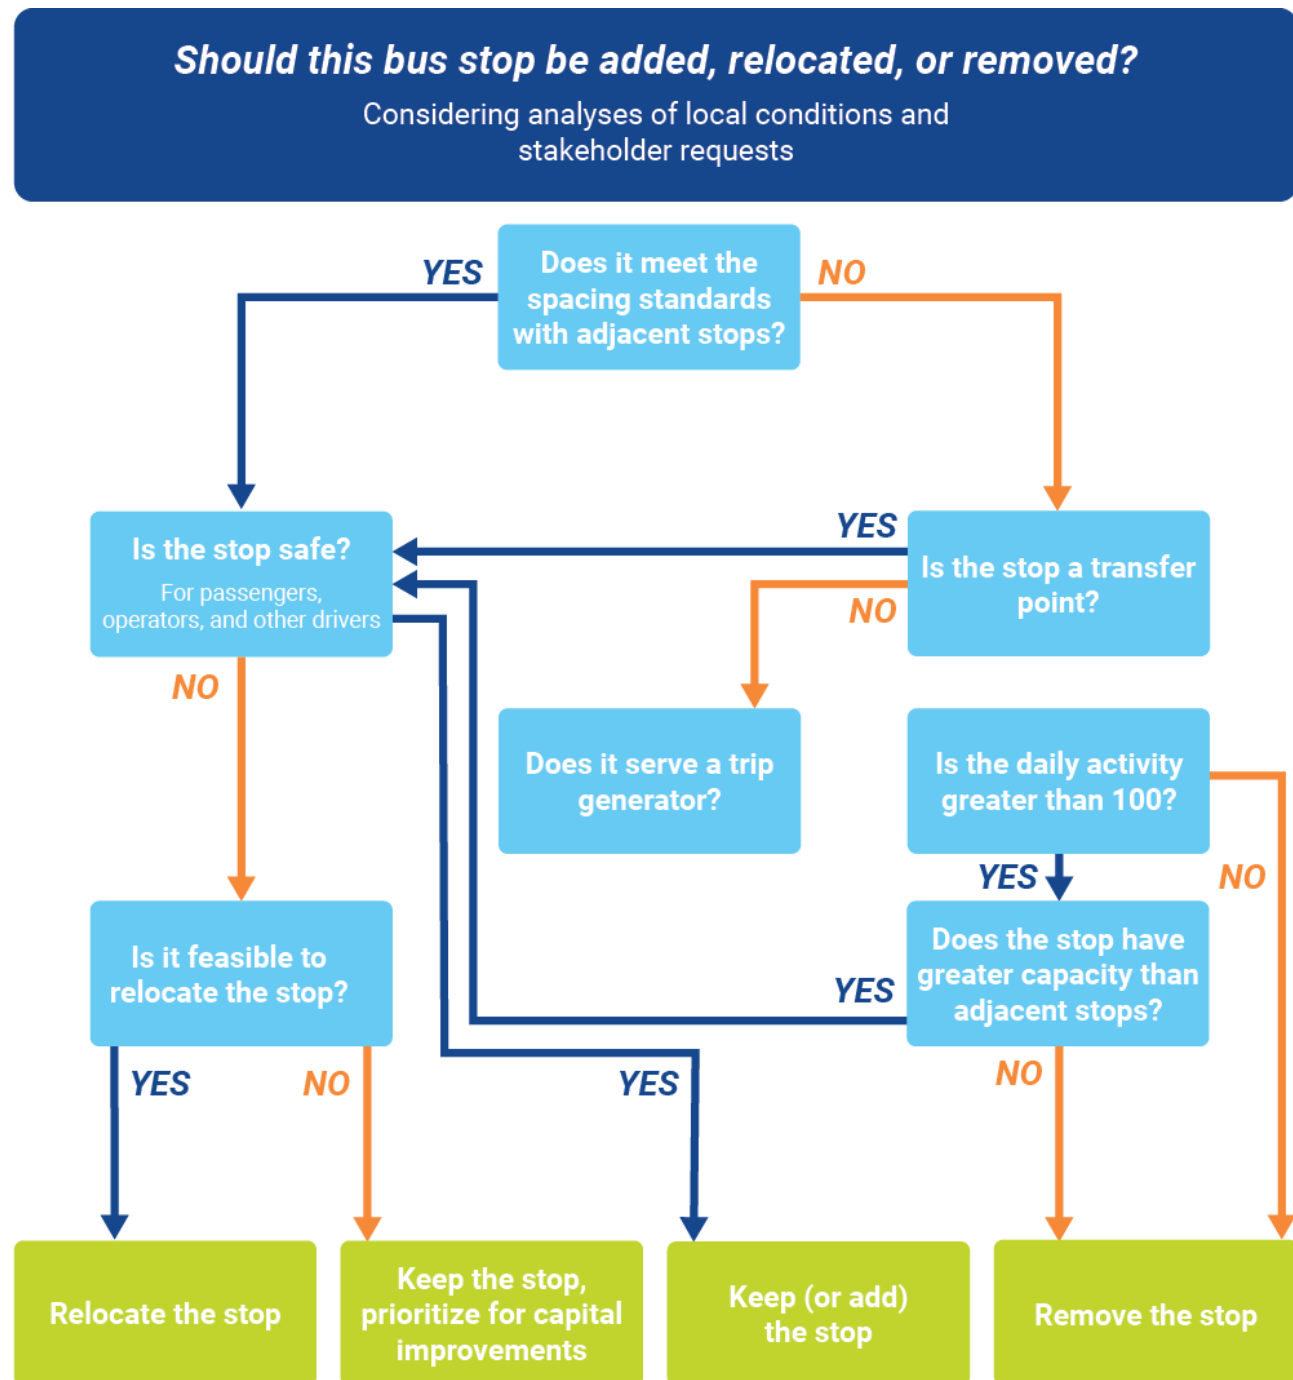 Should this bus stop be added, relocated, or removed?
Considering analyses of local conditions and
stakeholder requests
YES
Does it meet the
spacing standards
with adjacent stops?
NO
Is the stop safe?
For passengers,
operators, and other drivers
YES
NO
Is the stop a transfer
point?
NO
Does it serve a trip
generator?
Is the daily activity
greater than 100?
YES
NO
Is it feasible to
relocate the stop?
YES
Does the stop have
greater capacity than
adjacent stops?
YES
NO
YES
NO
Relocate the stop
Keep the stop,
prioritize for capital
improvements
Keep (or add)
the stop
Remove the stop